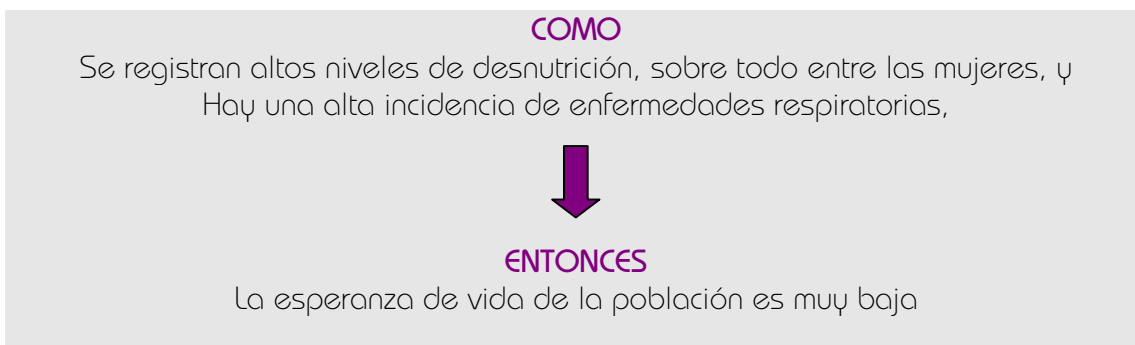 COMO
Se registran altos niveles de desnutrición, sobre todo entre las mujeres, y
Hay una alta incidencia de enfermedades respiratorias,
ENTONCES
La esperanza de vida de la población es muy baja